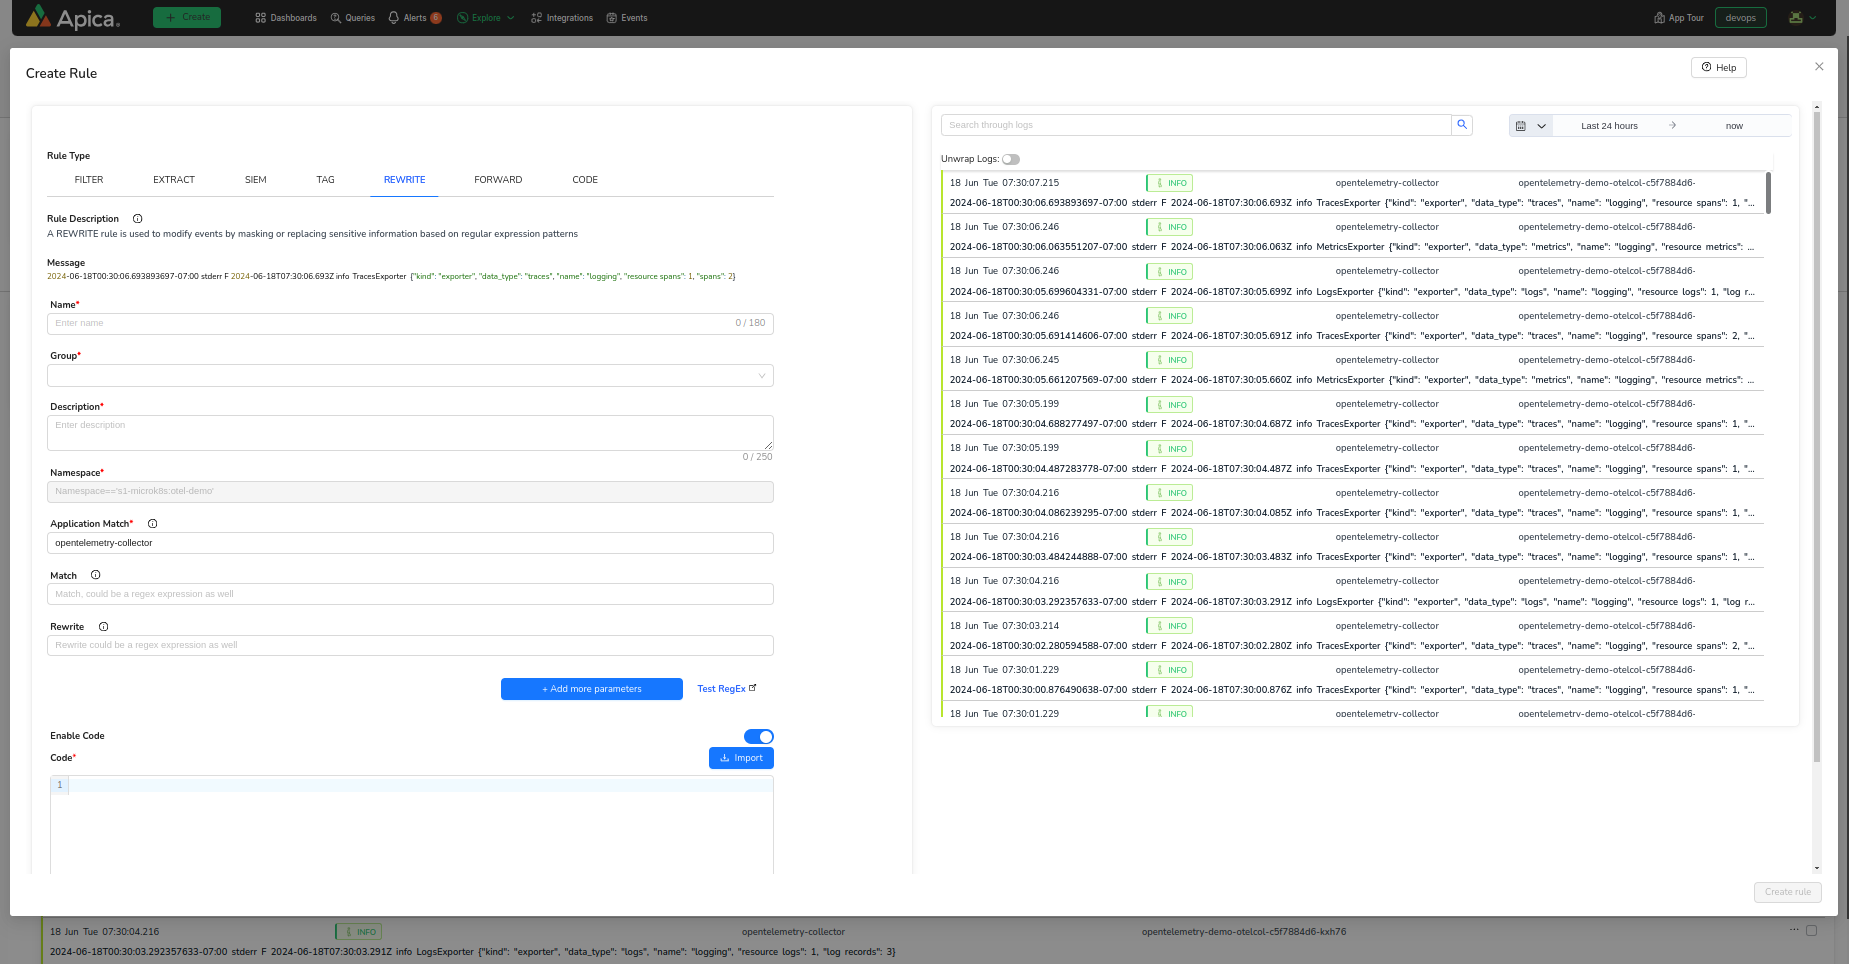 Apica.
+ Create
Dashboards
Queries
Alerts 6
Explore
Integrations
Events
App Tour
devops
Create Rule
Help
Rule Type
FILTER EXTRACT SIEM TAG REWRITE FORWARD CODE
Rule Description
A REWRITE rule is used to modify events by masking or replacing sensitive information based on regular expression patterns
Message
2024-06-18T00:30:06.693893697-07:00 stderr F 2024-06-18T07:30:06.693Z info TracesExporter {"kind": "exporter", "data_type": "traces", "name": "logging", "resource spans": 1, "spans": 2}
Name*
Enter name 0 / 180
Group*
Description*
Enter description
0 / 250
Namespace*
Namespace=='s1-microk8s:otel-demo'
Application Match*
opentelemetry-collector
Match
Match, could be a regex expression as well
Rewrite
Rewrite could be a regex expression as well
+ Add more parameters Test RegEx
Enable Code
Code*
Import
1
Search through logs
Last 24 hours → now
Unwrap Logs:
18 Jun Tue 07:30:07.215 INFO opentelemetry-collector opentelemetry-demo-otelcol-c5f7884d6-
2024-06-18T00:30:06.693893697-07:00 stderr F 2024-06-18T07:30:06.693Z info TracesExporter {"kind": "exporter", "data_type": "traces", "name": "logging", "resource spans": 1, "...
18 Jun Tue 07:30:06.246 INFO opentelemetry-collector opentelemetry-demo-otelcol-c5f7884d6-
2024-06-18T00:30:06.063551207-07:00 stderr F 2024-06-18T07:30:06.063Z info MetricsExporter {"kind": "exporter", "data_type": "metrics", "name": "logging", "resource metrics": ...
18 Jun Tue 07:30:06.246 INFO opentelemetry-collector opentelemetry-demo-otelcol-c5f7884d6-
2024-06-18T00:30:05.699604331-07:00 stderr F 2024-06-18T07:30:05.699Z info LogsExporter {"kind": "exporter", "data_type": "logs", "name": "logging", "resource logs": 1, "log r...
18 Jun Tue 07:30:06.246 INFO opentelemetry-collector opentelemetry-demo-otelcol-c5f7884d6-
2024-06-18T00:30:05.691414606-07:00 stderr F 2024-06-18T07:30:05.691Z info TracesExporter {"kind": "exporter", "data_type": "traces", "name": "logging", "resource spans": 2, "...
18 Jun Tue 07:30:06.245 INFO opentelemetry-collector opentelemetry-demo-otelcol-c5f7884d6-
2024-06-18T00:30:05.661207569-07:00 stderr F 2024-06-18T07:30:05.660Z info MetricsExporter {"kind": "exporter", "data_type": "metrics", "name": "logging", "resource metrics": ...
18 Jun Tue 07:30:05.199 INFO opentelemetry-collector opentelemetry-demo-otelcol-c5f7884d6-
2024-06-18T00:30:04.688277497-07:00 stderr F 2024-06-18T07:30:04.687Z info TracesExporter {"kind": "exporter", "data_type": "traces", "name": "logging", "resource spans": 1, "...
18 Jun Tue 07:30:05.199 INFO opentelemetry-collector opentelemetry-demo-otelcol-c5f7884d6-
2024-06-18T00:30:04.487283778-07:00 stderr F 2024-06-18T07:30:04.487Z info TracesExporter {"kind": "exporter", "data_type": "traces", "name": "logging", "resource spans": 1, "...
18 Jun Tue 07:30:04.216 INFO opentelemetry-collector opentelemetry-demo-otelcol-c5f7884d6-
2024-06-18T00:30:04.086239295-07:00 stderr F 2024-06-18T07:30:04.085Z info TracesExporter {"kind": "exporter", "data_type": "traces", "name": "logging", "resource spans": 1, "...
18 Jun Tue 07:30:04.216 INFO opentelemetry-collector opentelemetry-demo-otelcol-c5f7884d6-
2024-06-18T00:30:03.484244888-07:00 stderr F 2024-06-18T07:30:03.483Z info TracesExporter {"kind": "exporter", "data_type": "traces", "name": "logging", "resource spans": 1, "...
18 Jun Tue 07:30:04.216 INFO opentelemetry-collector opentelemetry-demo-otelcol-c5f7884d6-
2024-06-18T00:30:03.292357633-07:00 stderr F 2024-06-18T07:30:03.291Z info LogsExporter {"kind": "exporter", "data_type": "logs", "name": "logging", "resource logs": 1, "log r...
18 Jun Tue 07:30:03.214 INFO opentelemetry-collector opentelemetry-demo-otelcol-c5f7884d6-
2024-06-18T00:30:02.280594588-07:00 stderr F 2024-06-18T07:30:02.280Z info TracesExporter {"kind": "exporter", "data_type": "traces", "name": "logging", "resource spans": 2, "...
18 Jun Tue 07:30:01.229 INFO opentelemetry-collector opentelemetry-demo-otelcol-c5f7884d6-
2024-06-18T00:30:00.876490638-07:00 stderr F 2024-06-18T07:30:00.876Z info TracesExporter {"kind": "exporter", "data_type": "traces", "name": "logging", "resource spans": 1, "...
18 Jun Tue 07:30:01.229 INFO opentelemetry-collector opentelemetry-demo-otelcol-c5f7884d6-
Create rule
18 Jun Tue 07:30:04.216 INFO opentelemetry-collector opentelemetry-demo-otelcol-c5f7884d6-kxh76 ...
2024-06-18T00:30:03.292357633-07:00 stderr F 2024-06-18T07:30:03.291Z info LogsExporter {"kind": "exporter", "data_type": "logs", "name": "logging", "resource logs": 1, "log records": 3}